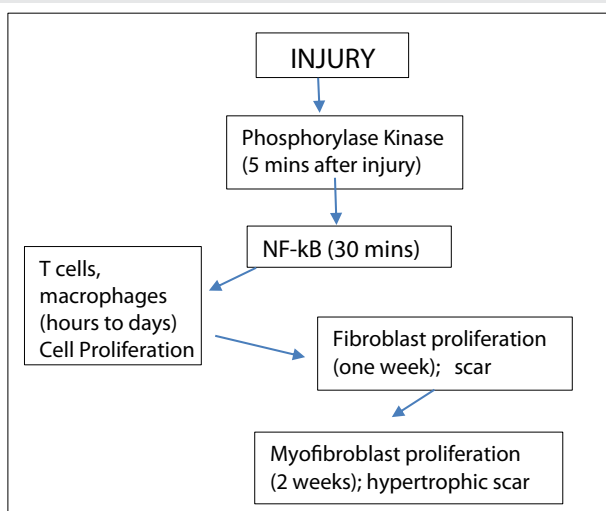 INJURY
Phosphorylase Kinase
(5 mins after injury)
NF-kB (30 mins)
T cells,
macrophages
(hours to days)
Cell Proliferation
Fibroblast proliferation
(one week); scar
Myofibroblast proliferation
(2 weeks); hypertrophic scar